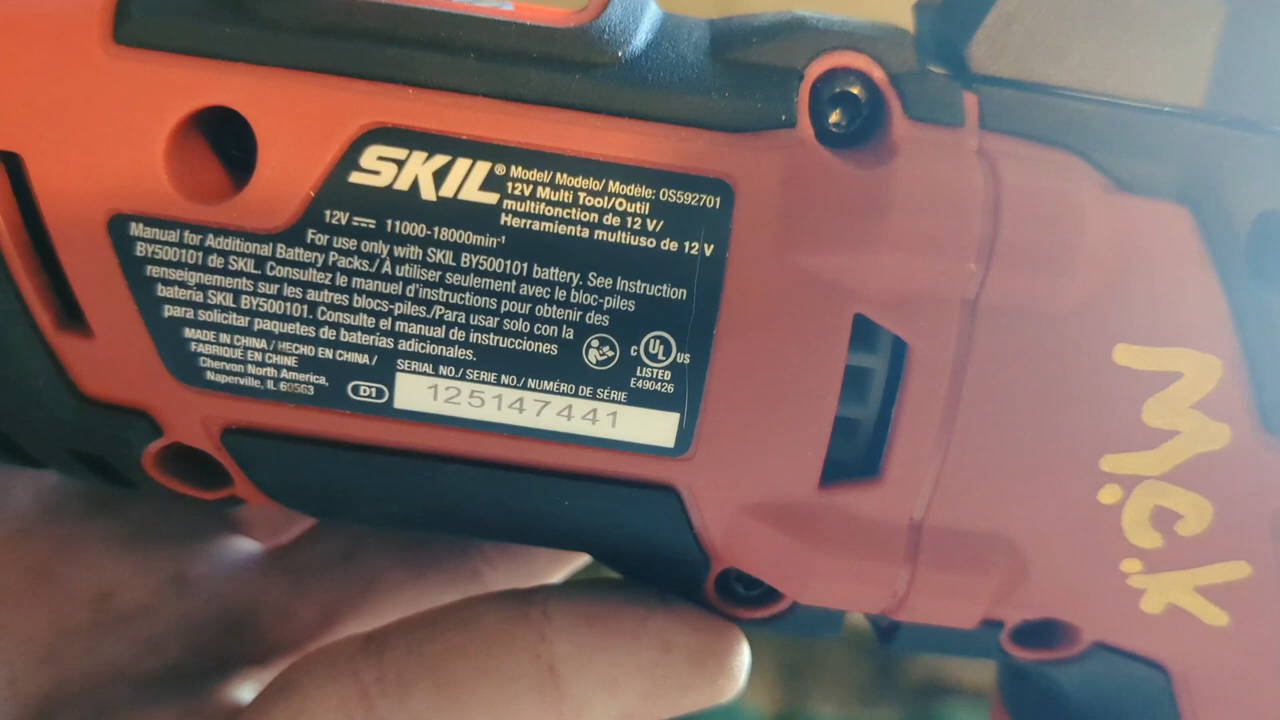 SKIL® Model/ Modelo/ Modèle: OS592701
12V Multi Tool/Outil
multifonction de 12 V/
Herramienta multiuso de 12 V
12V⎓ 11000-18000min⁻¹
For use only with SKIL BY500101 battery. See Instruction
Manual for Additional Battery Packs./ À utiliser seulement avec le bloc-piles
BY500101 de SKIL. Consultez le manuel d'instructions pour obtenir des
renseignements sur les autres blocs-piles./Para usar solo con la
batería SKIL BY500101. Consulte el manual de instrucciones
para solicitar paquetes de baterías adicionales.
MADE IN CHINA / HECHO EN CHINA /
FABRIQUÉ EN CHINE
Chervon North America,
Naperville, IL 60563
D1
C UL US
LISTED
E490426
SERIAL NO./ SERIE NO./ NUMÉRO DE SÉRIE
125147441
M.C.K